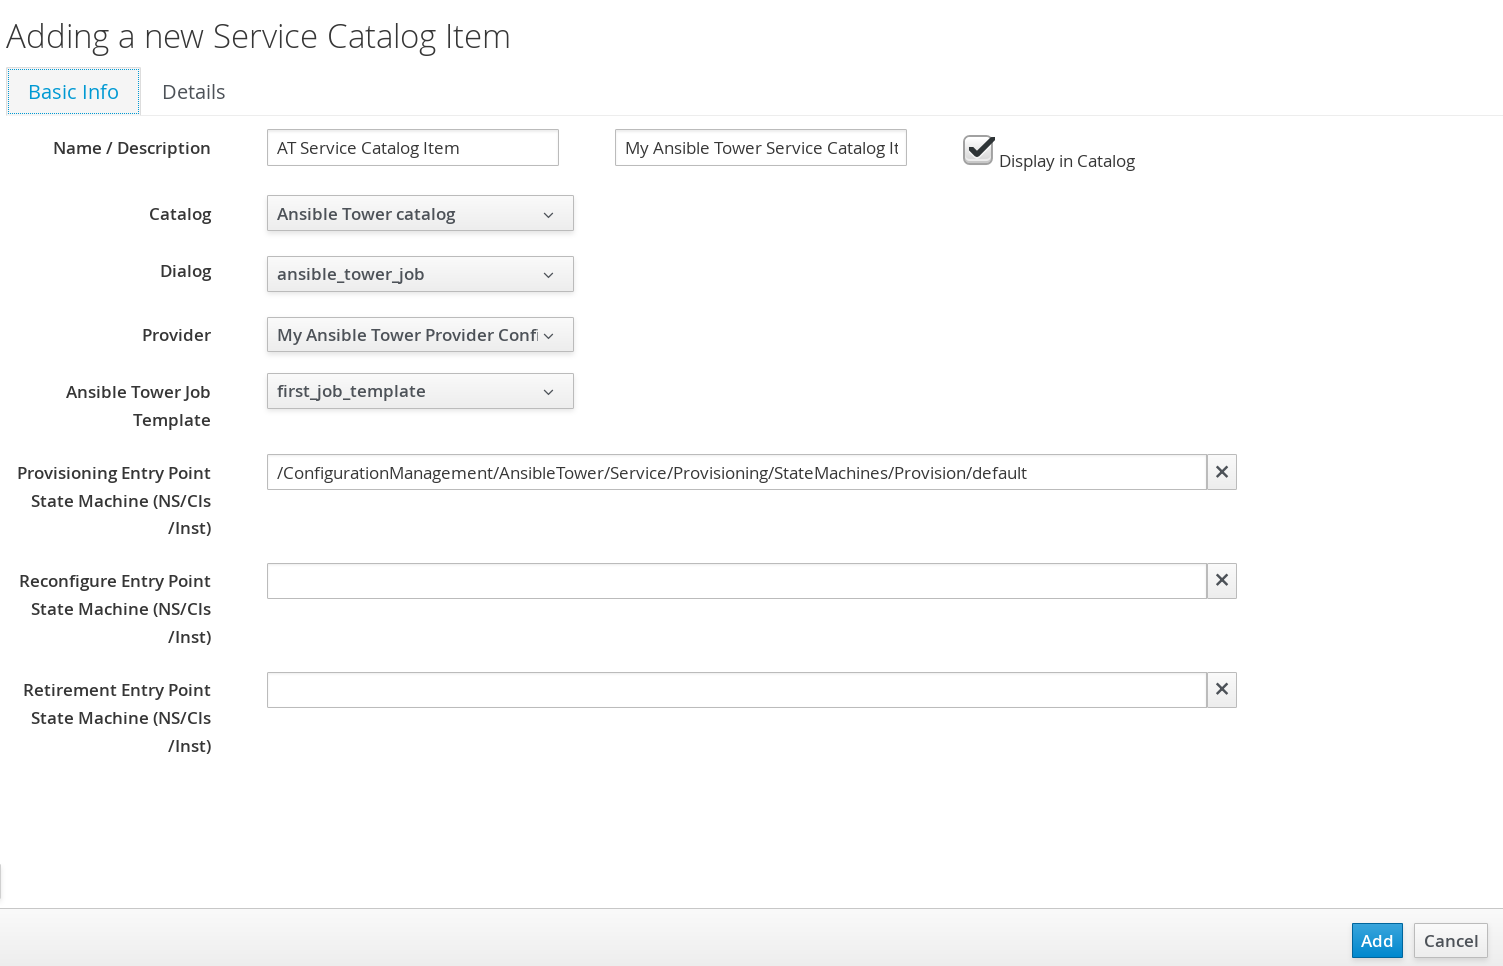 Adding a new Service Catalog Item
Basic Info Details
Name / Description AT Service Catalog Item My Ansible Tower Service Catalog It Display in Catalog
Catalog Ansible Tower catalog
Dialog ansible_tower_job
Provider My Ansible Tower Provider Confi
Ansible Tower Job first_job_template
Template
Provisioning Entry Point /ConfigurationManagement/AnsibleTower/Service/Provisioning/StateMachines/Provision/default
State Machine (NS/Cls
/Inst)
Reconfigure Entry Point
State Machine (NS/Cls
/Inst)
Retirement Entry Point
State Machine (NS/Cls
/Inst)
Add Cancel